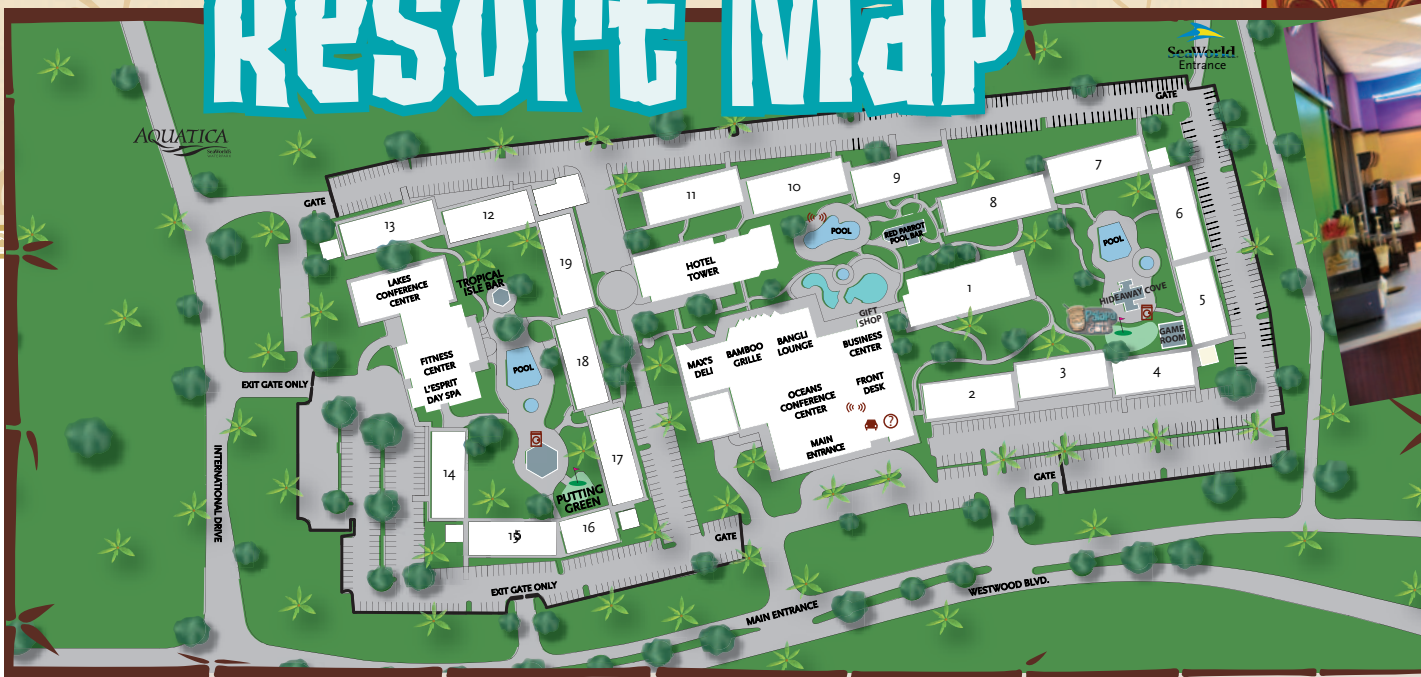 Resort Map
SeaWorld
Entrance
GATE
AQUATICA
GATE
7
11
10
9
8
6
13
12
19
POOL
RED PARROT
POOL BAR
POOL
HOTEL
TOWER
LAKES
CONFERENCE
CENTER
TROPICAL
ISLE BAR
1
HIDEAWAY COVE
5
GIFT
SHOP
GAME
ROOM
MAX'S
DELI
BAMBOO
GRILLE
BANGLI
LOUNGE
BUSINESS
CENTER
FITNESS
CENTER
L'ESPRIT
DAY SPA
POOL
18
EXIT GATE ONLY
OCEANS
CONFERENCE
CENTER
FRONT
DESK
2
3
4
?
MAIN
ENTRANCE
INTERNATIONAL DRIVE
14
17
PUTTING
GREEN
GATE
15
16
GATE
EXIT GATE ONLY
MAIN ENTRANCE
WESTWOOD BLVD.